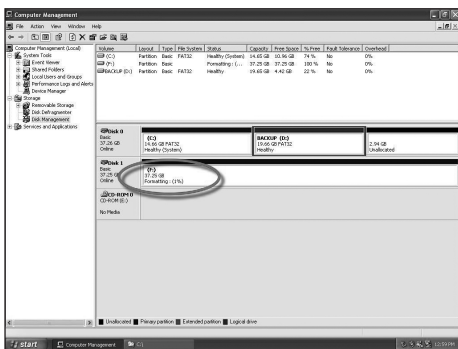 Computer Management
File Action View Window Help
Computer Management (Local)
System Tools
Event Viewer
Shared Folders
Local Users and Groups
Performance Logs and Alerts
Device Manager
Storage
Removable Storage
Disk Defragmenter
Disk Management
Services and Applications
Volume Layout Type File System Status Capacity Free Space % Free Fault Tolerance Overhead
(C:) Partition Basic FAT32 Healthy (System) 14.65 GB 10.96 GB 74 % No
(F:) Partition Basic Formatting : (... 37.25 GB 37.25 GB 100 % No
BACKUP (D:) Partition Basic FAT32 Healthy 19.65 GB 4.42 GB 22 % No
Disk 0
Basic
37.26 GB
Online
(C:)
14.66 GB FAT32
Healthy (System)
BACKUP (D:)
19.66 GB FAT32
Healthy
2.94 GB
Unallocated
Disk 1
Basic
37.25 GB
Online
(F:)
37.25 GB
Formatting : (1%)
CD-ROM 0
CD-ROM (E:)
No Media
Unallocated Primary partition Extended partition Logical drive
start Computer Management C:\ 12:59 PM